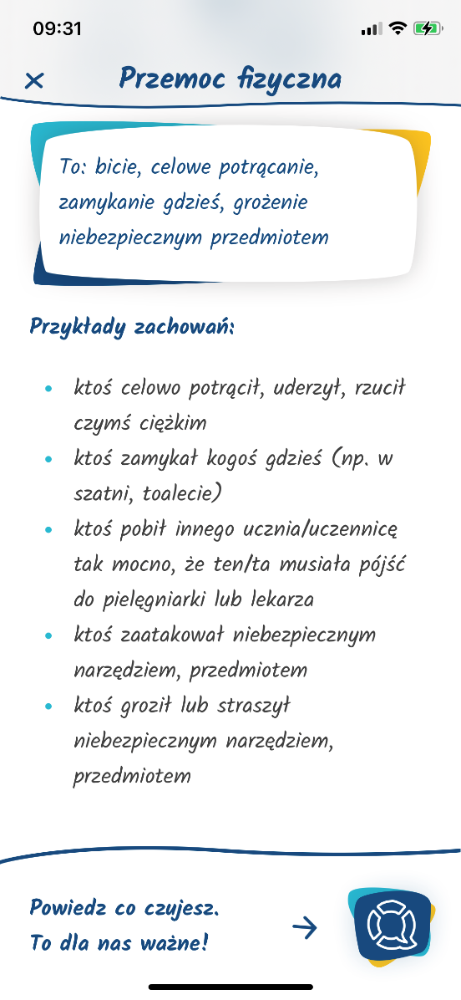 09:31
Przemoc fizyczna
To: bicie, celowe potrącanie,
zamykanie gdzieś, grożenie
niebezpiecznym przedmiotem
Przykłady zachowań:
ktoś celowo potrącił, uderzył, rzucił
czymś ciężkim
ktoś zamykał kogoś gdzieś (np. w
szatni, toalecie)
ktoś pobił innego ucznia/uczennicę
tak mocno, że ten/ta musiała pójść
do pielęgniarki lub lekarza
ktoś zaatakował niebezpiecznym
narzędziem, przedmiotem
ktoś groził lub straszył
niebezpiecznym narzędziem,
przedmiotem
Powiedz co czujesz.
To dla nas ważne!